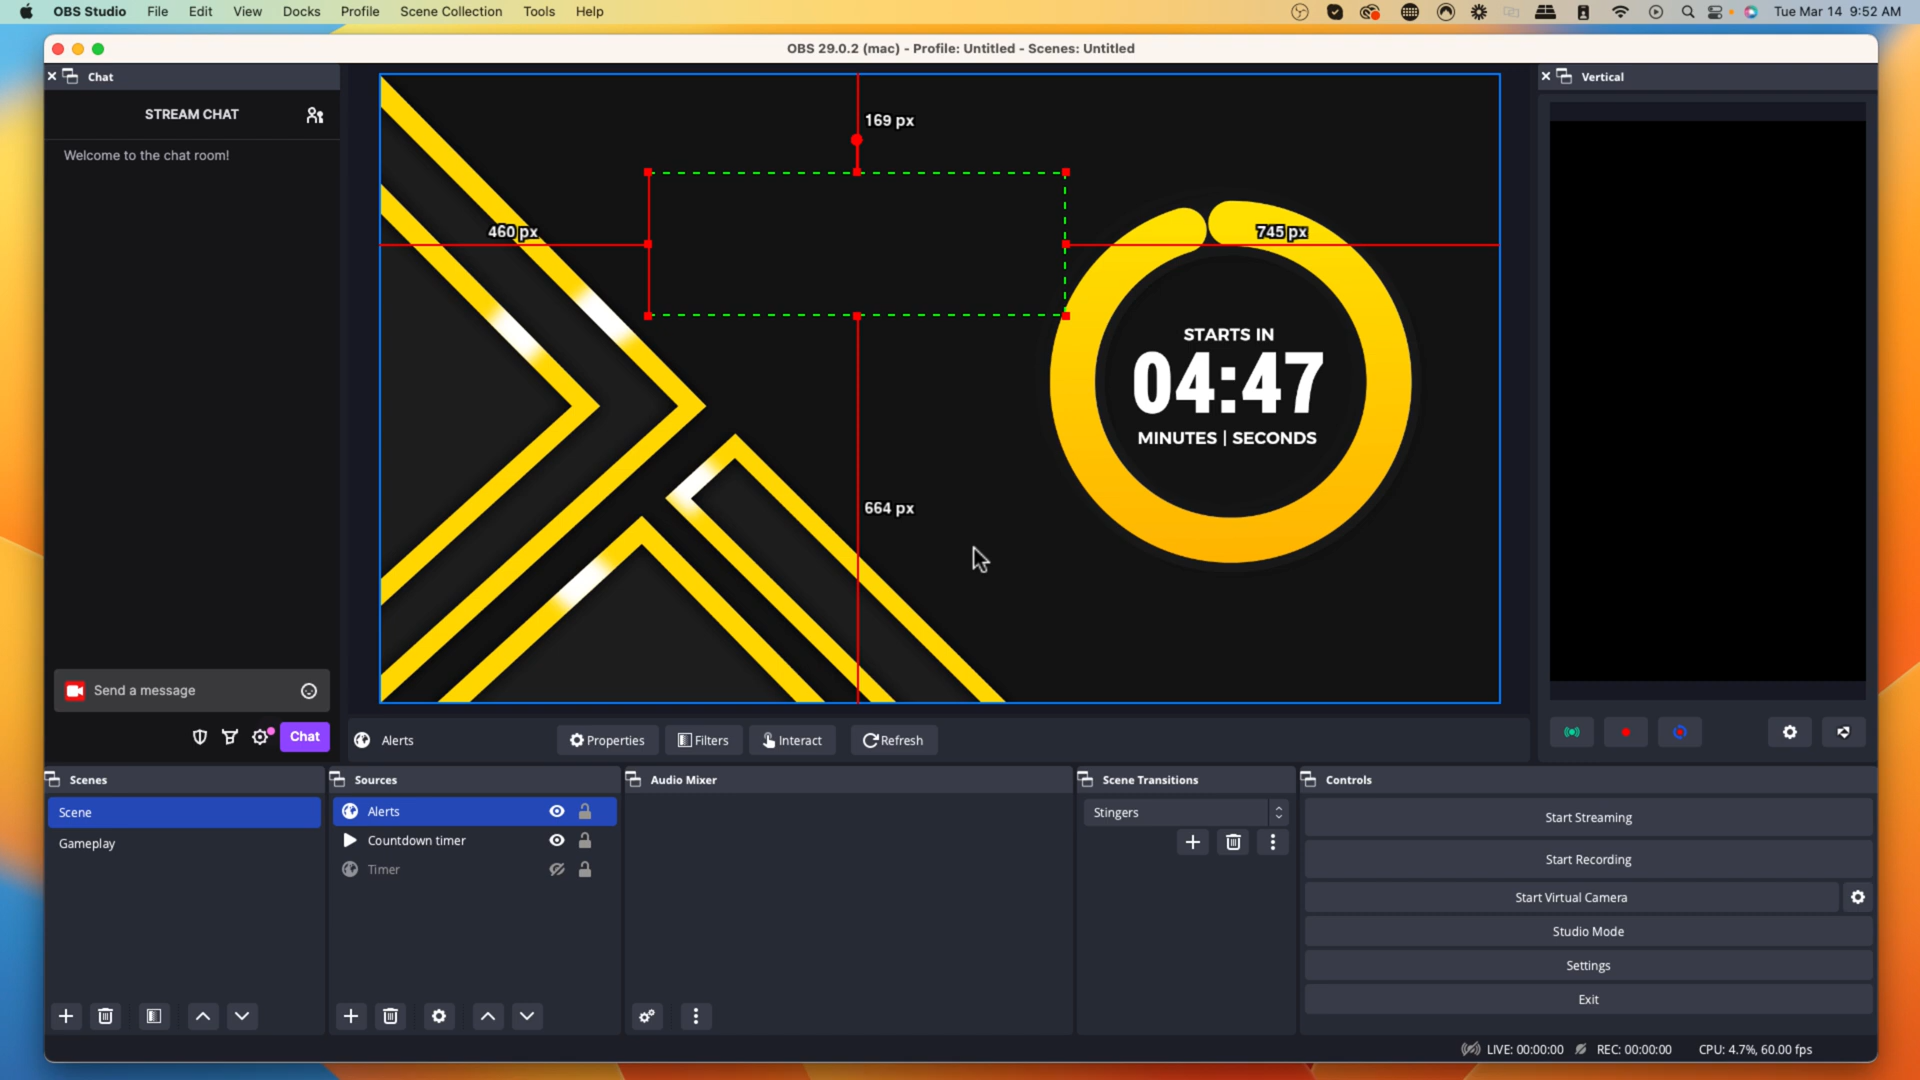 OBS Studio File Edit View Docks Profile Scene Collection Tools Help Tue Mar 14 9:52 AM
OBS 29.0.2 (mac) - Profile: Untitled - Scenes: Untitled
Chat
Vertical
STREAM CHAT
Welcome to the chat room!
169 px
460 px
745 px
STARTS IN
04:47
MINUTES | SECONDS
664 px
Send a message
Chat
Alerts
Properties
Filters
Interact
Refresh
Scenes
Scene
Gameplay
Sources
Alerts
Countdown timer
Timer
Audio Mixer
Scene Transitions
Stingers
Controls
Start Streaming
Start Recording
Start Virtual Camera
Studio Mode
Settings
Exit
LIVE: 00:00:00 REC: 00:00:00 CPU: 4.7%, 60.00 fps